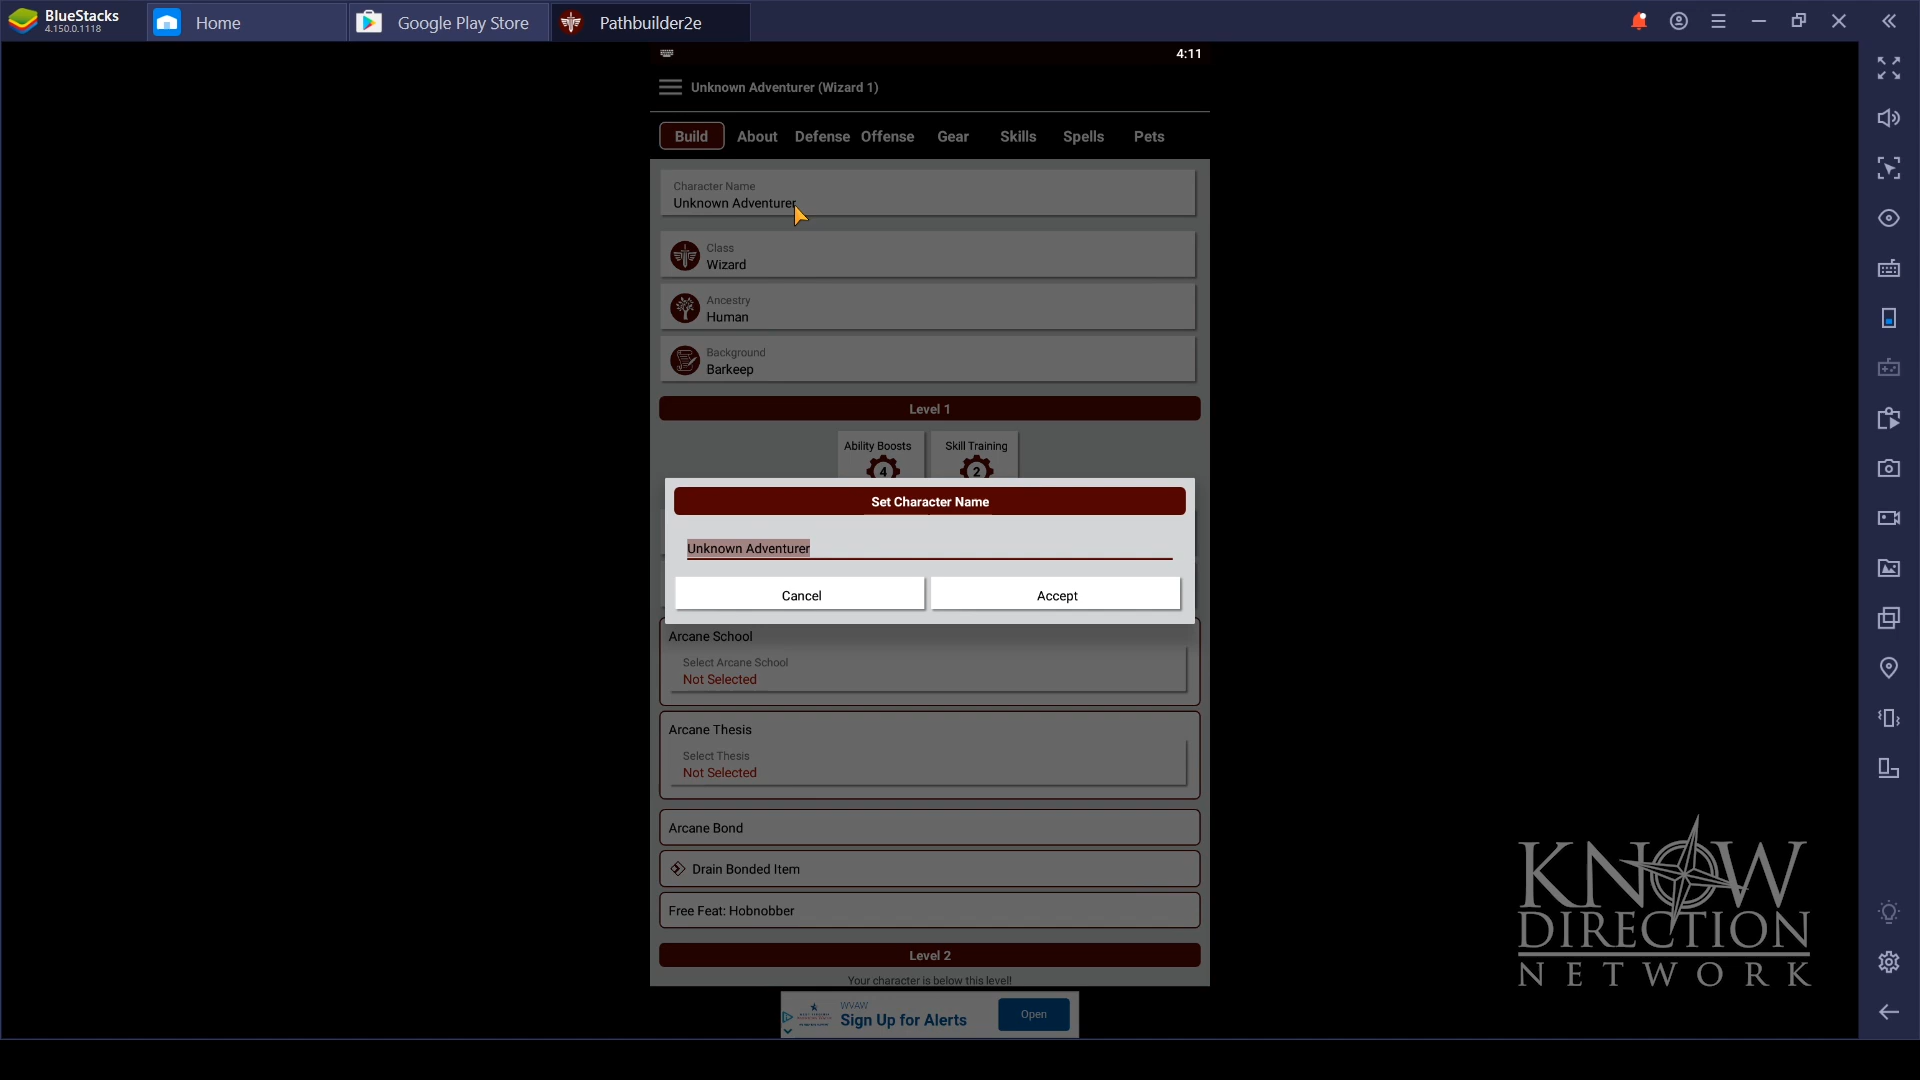 BlueStacks
4.150.0.1118
Home
Google Play Store
Pathbuilder2e
4:11
Unknown Adventurer (Wizard 1)
Build About Defense Offense Gear Skills Spells Pets
Character Name
Unknown Adventurer
Class
Wizard
Ancestry
Human
Background
Barkeep
Level 1
Ability Boosts
4
Skill Training
2
Set Character Name
Unknown Adventurer
Cancel Accept
Arcane School
Select Arcane School
Not Selected
Arcane Thesis
Select Thesis
Not Selected
Arcane Bond
Drain Bonded Item
Free Feat: Hobnobber
Level 2
Your character is below this level!
WVAW
Sign Up for Alerts
Open
KNOW
DIRECTION
NETWORK